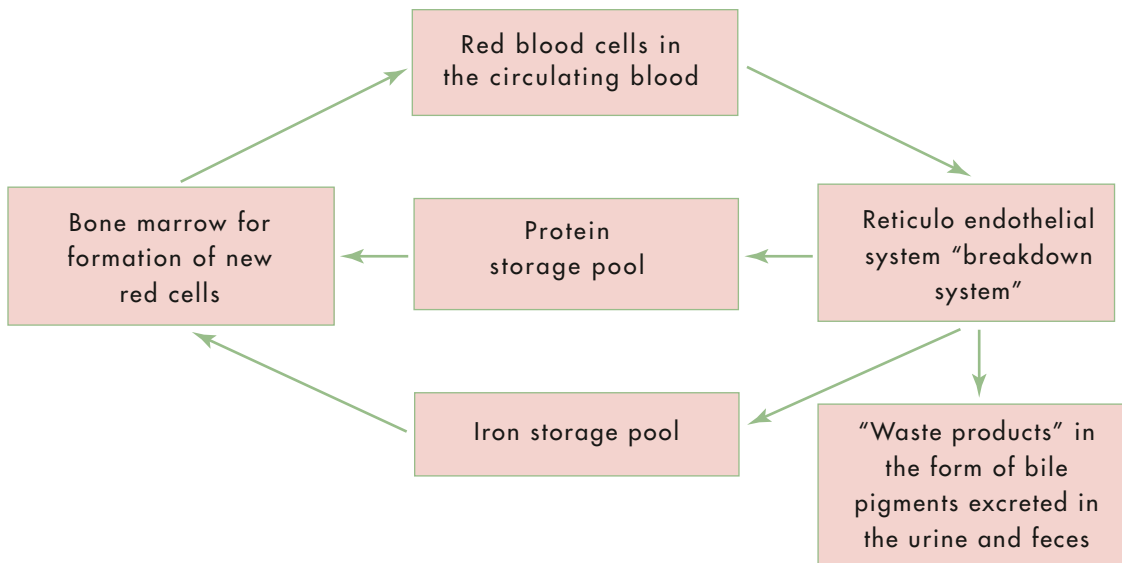 Red blood cells in
the circulating blood
Bone marrow for
formation of new
red cells
Protein
storage pool
Reticulo endothelial
system “breakdown
system”
Iron storage pool
“Waste products” in
the form of bile
pigments excreted in
the urine and feces